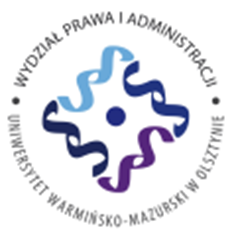 WYDZIAŁ PRAWA I ADMINISTRACJI
UNIWERSYTET WARMIŃSKO-MAZURSKI W OLSZTYNIE